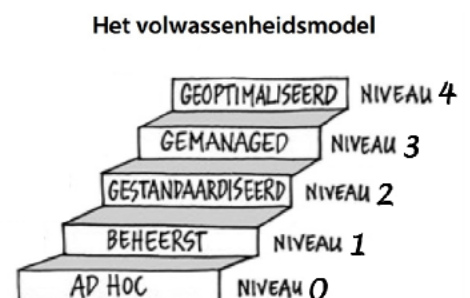 Het volwassenheidsmodel
GEOPTIMALISEERD NIVEAU 4
GEMANAGED NIVEAU 3
GESTANDAARDISEERD NIVEAU 2
BEHEERST NIVEAU 1
AD HOC NIVEAU 0